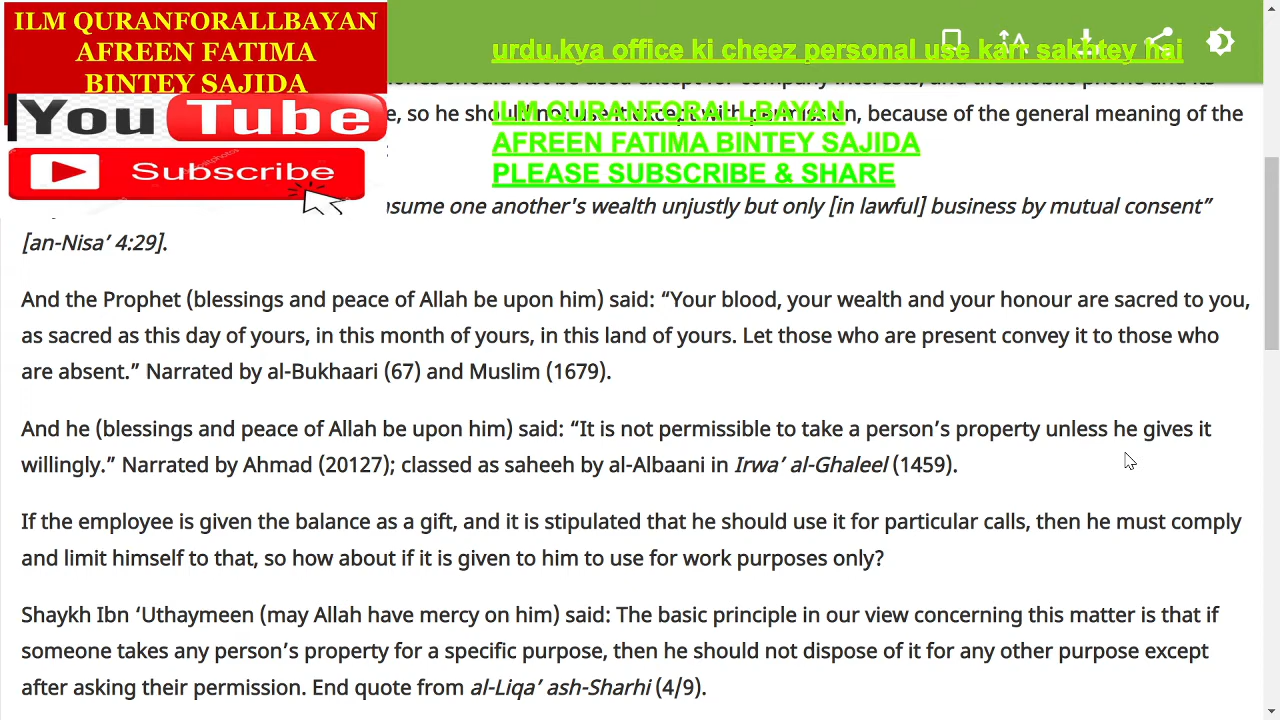 ILM QURANFORALLBAYAN
AFREEN FATIMA
BINTEY SAJIDA
YouTube
Subscribe
urdu,kya office ki cheez personal use karr sakhtey hai
ILM QURANFORALLBAYAN
AFREEN FATIMA BINTEY SAJIDA
PLEASE SUBSCRIBE & SHARE
so he should not use it except with permission, because of the general meaning of the
one another's wealth unjustly but only [in lawful] business by mutual consent”
[an-Nisa’ 4:29].
And the Prophet (blessings and peace of Allah be upon him) said: “Your blood, your wealth and your honour are sacred to you,
as sacred as this day of yours, in this month of yours, in this land of yours. Let those who are present convey it to those who
are absent.” Narrated by al-Bukhaari (67) and Muslim (1679).
And he (blessings and peace of Allah be upon him) said: “It is not permissible to take a person’s property unless he gives it
willingly.” Narrated by Ahmad (20127); classed as saheeh by al-Albaani in Irwa’ al-Ghaleel (1459).
If the employee is given the balance as a gift, and it is stipulated that he should use it for particular calls, then he must comply
and limit himself to that, so how about if it is given to him to use for work purposes only?
Shaykh Ibn ‘Uthaymeen (may Allah have mercy on him) said: The basic principle in our view concerning this matter is that if
someone takes any person’s property for a specific purpose, then he should not dispose of it for any other purpose except
after asking their permission. End quote from al-Liqa’ ash-Sharhi (4/9).